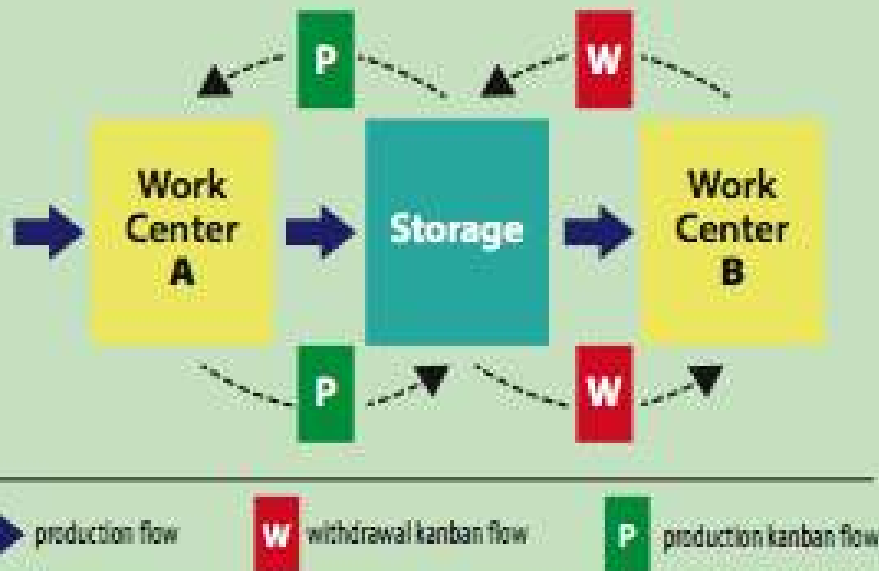 P
W
Work
Center
A
Storage
Work
Center
B
P
W
production flow
W withdrawal kanban flow
P production kanban flow